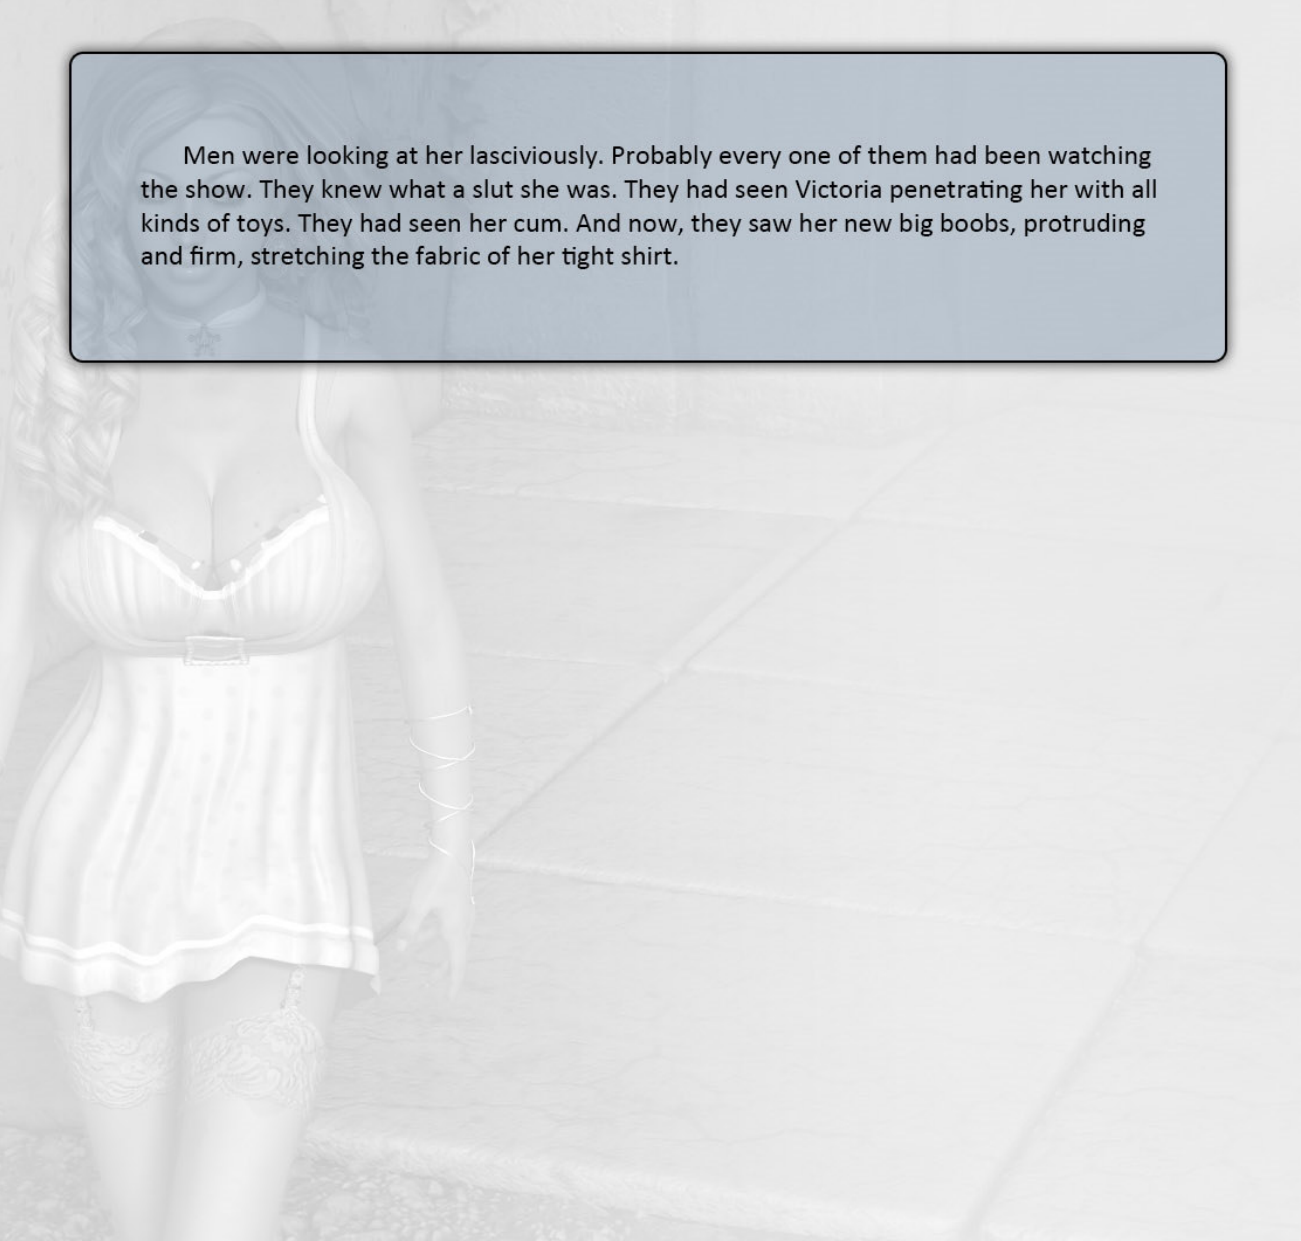 Men were looking at her lasciviously. Probably every one of them had been watching
the show. They knew what a slut she was. They had seen Victoria penetrating her with all
kinds of toys. They had seen her cum. And now, they saw her new big boobs, protruding
and firm, stretching the fabric of her tight shirt.